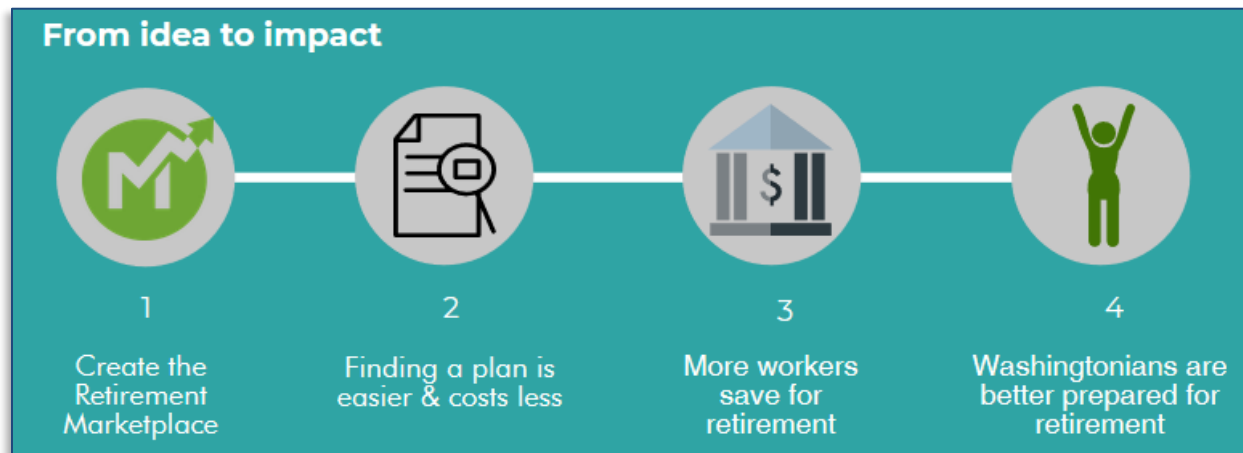 From idea to impact
M
$
1
Create the
Retirement
Marketplace
2
Finding a plan is
easier & costs less
3
More workers
save for
retirement
4
Washingtonians are
better prepared for
retirement